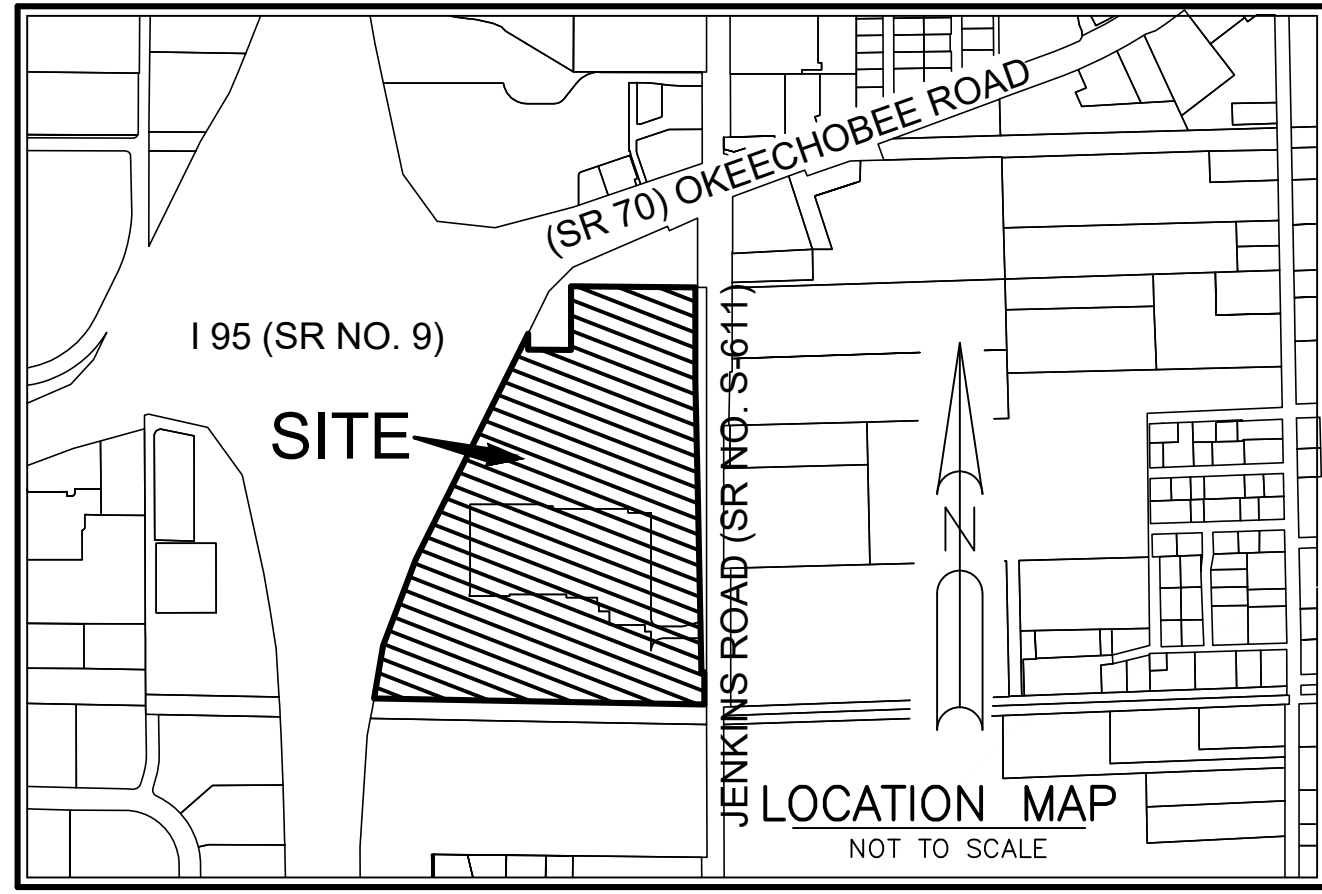 (SR 70) OKEECHOBEE ROAD
I 95 (SR NO. 9)
SITE
JENKINS ROAD (SR NO. S-611)
N
LOCATION MAP
NOT TO SCALE